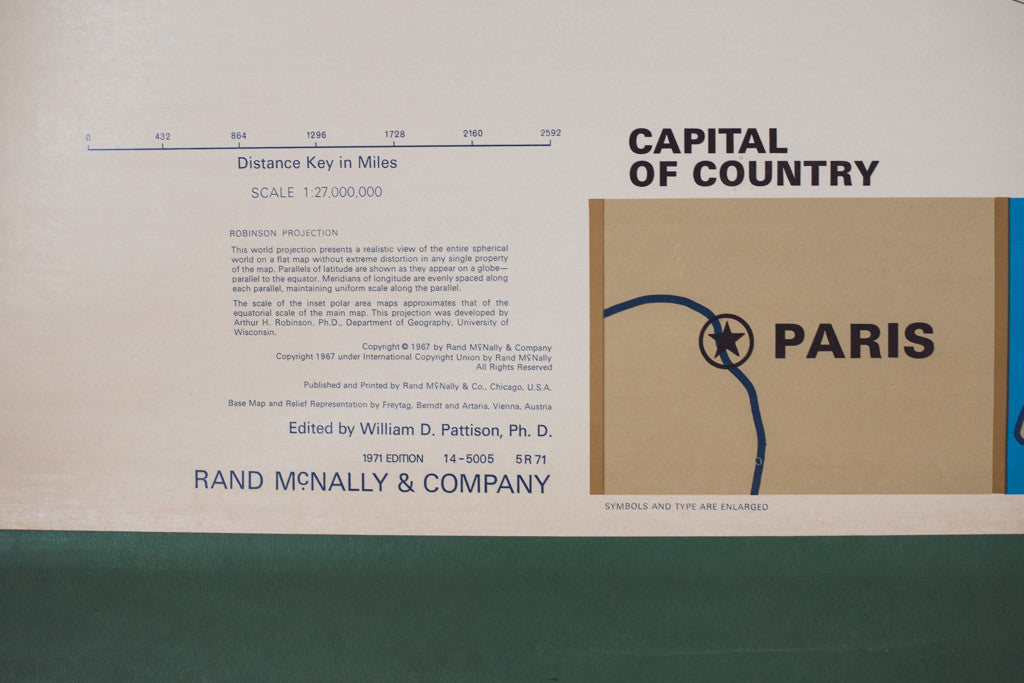 0 432 864 1296 1728 2160 2592
Distance Key in Miles
SCALE 1:27,000,000
ROBINSON PROJECTION
This world projection presents a realistic view of the entire spherical
world on a flat map without extreme distortion in any single property
of the map. Parallels of latitude are shown as they appear on a globe—
parallel to the equator. Meridians of longitude are evenly spaced along
each parallel, maintaining uniform scale along the parallel.
The scale of the inset polar area maps approximates that of the
equatorial scale of the main map. This projection was developed by
Arthur H. Robinson, Ph.D., Department of Geography, University of
Wisconsin.
Copyright © 1967 by Rand McNally & Company
Copyright 1967 under International Copyright Union by Rand McNally
All Rights Reserved
Published and Printed by Rand McNally & Co., Chicago, U.S.A.
Base Map and Relief Representation by Freytag, Berndt and Artaria, Vienna, Austria
Edited by William D. Pattison, Ph. D.
1971 EDITION 14-5005 5R71
RAND McNALLY & COMPANY
CAPITAL
OF COUNTRY
PARIS
SYMBOLS AND TYPE ARE ENLARGED